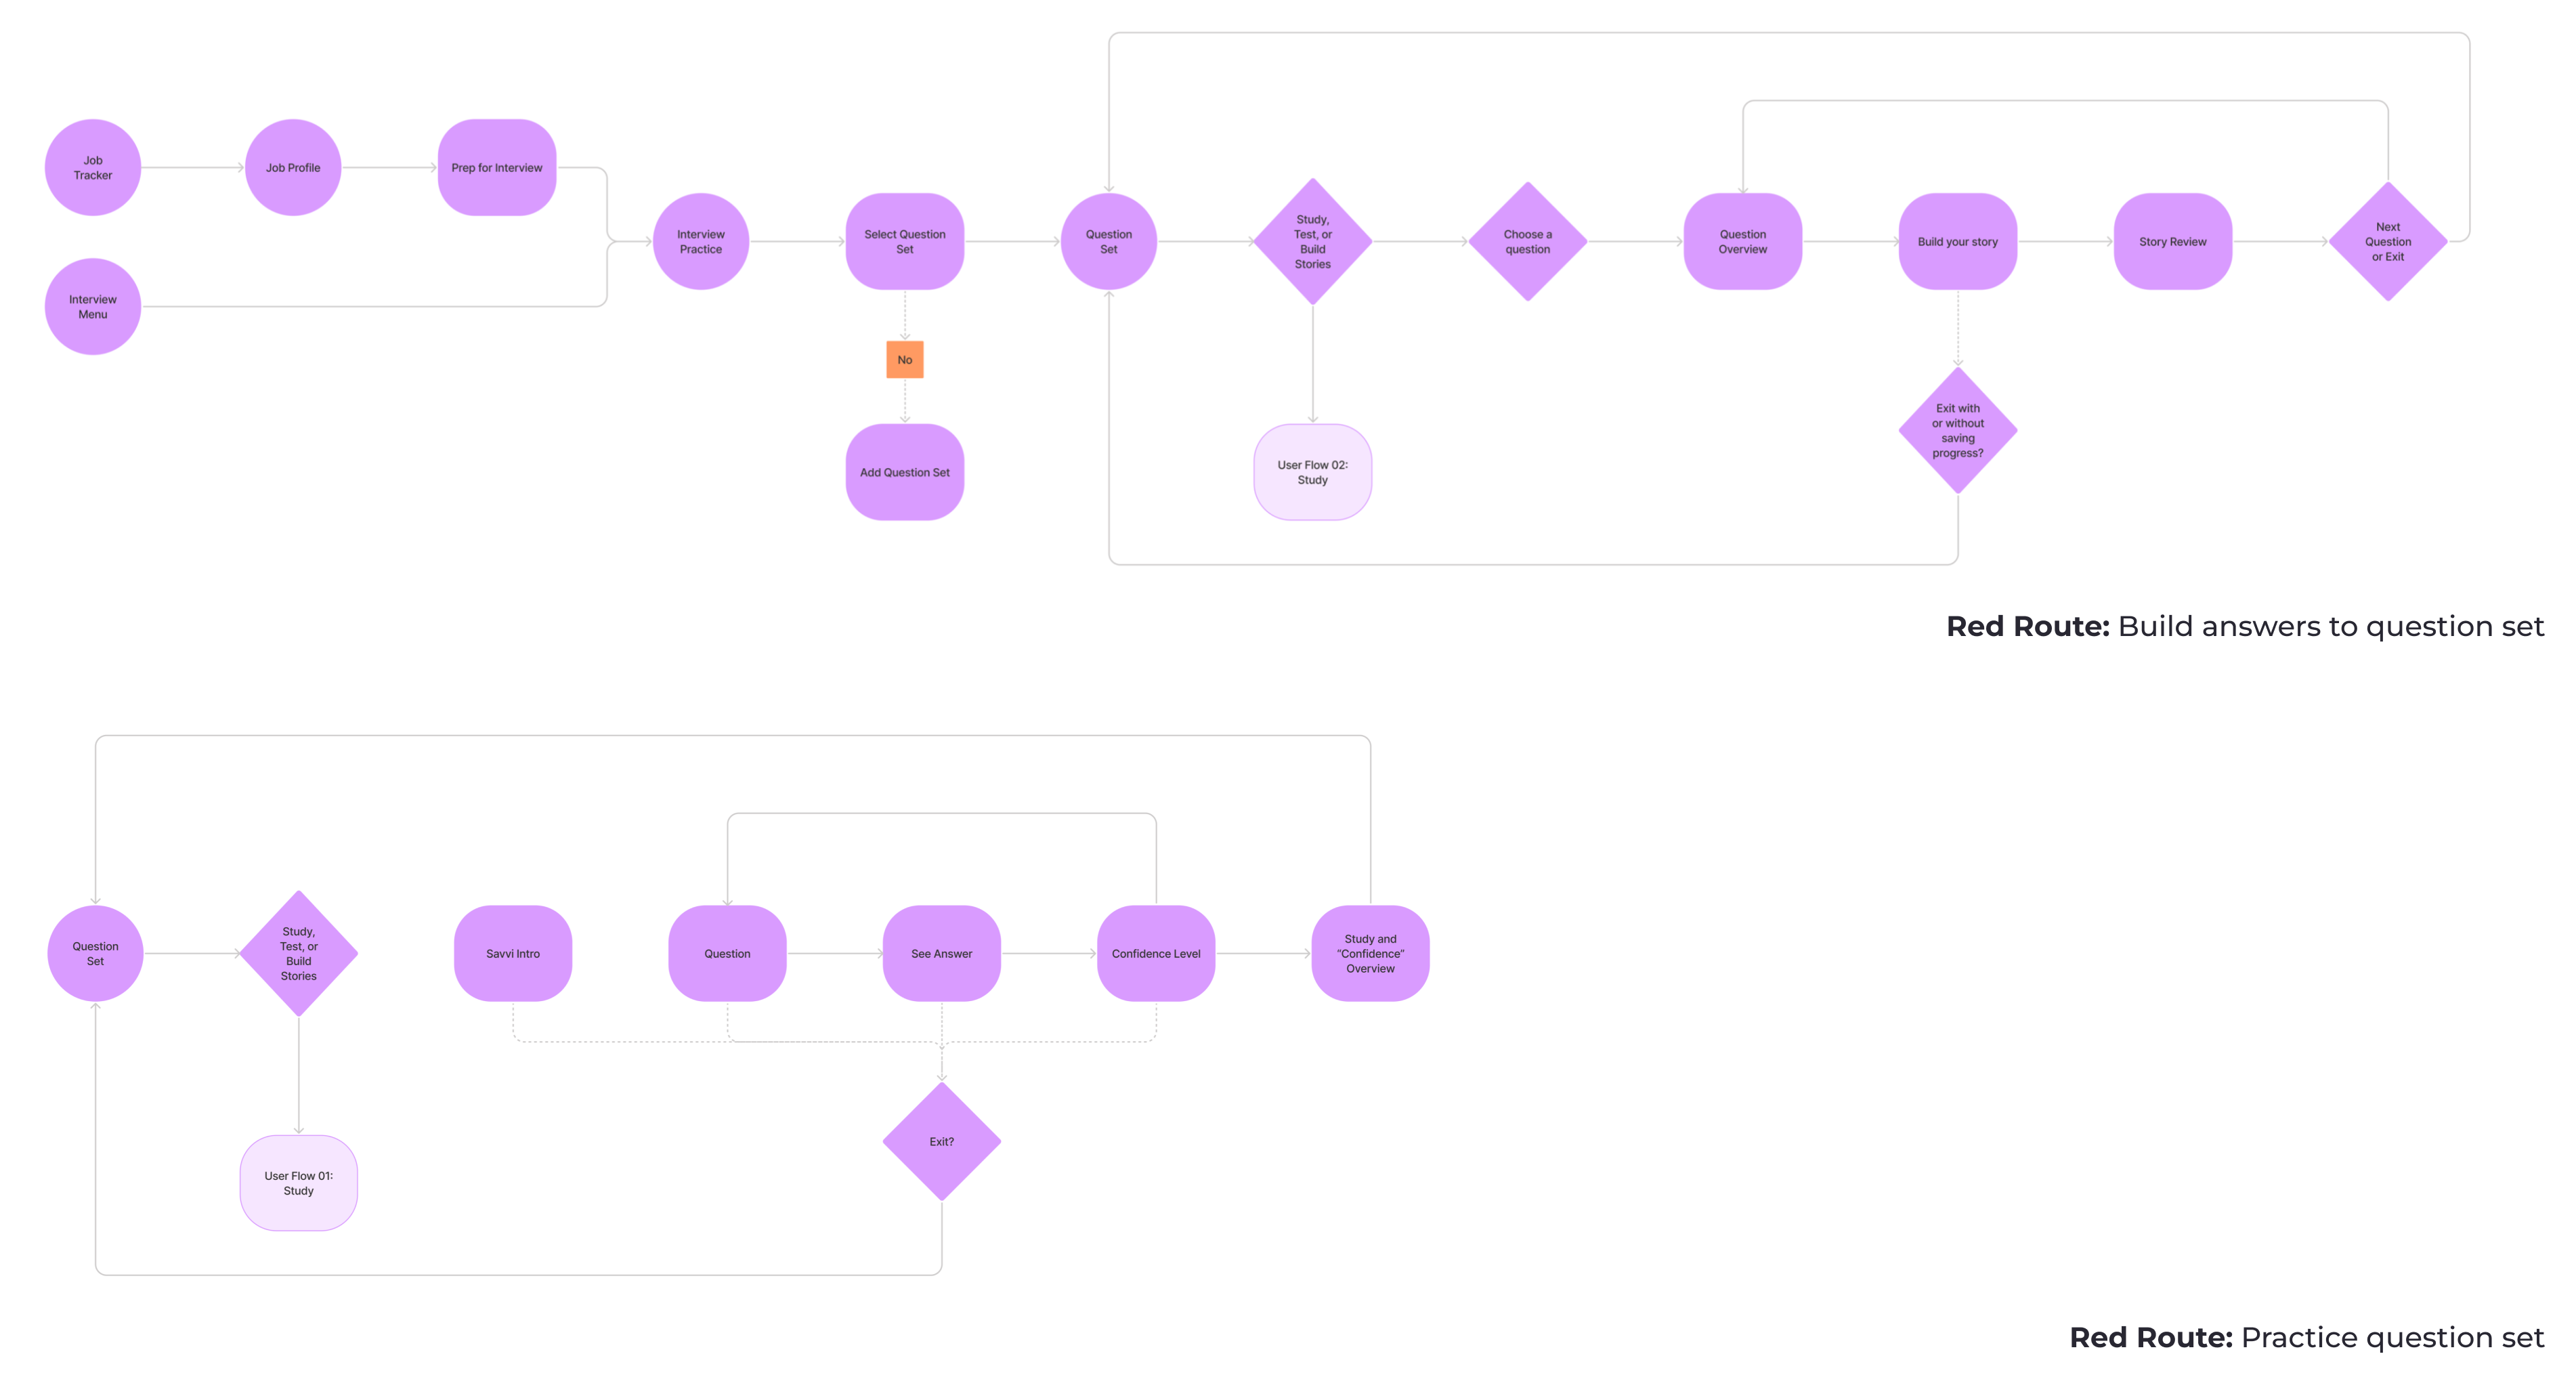 Job
Tracker
Job Profile
Prep for Interview
Interview
Menu
Interview
Practice
Select Question
Set
No
Add Question Set
Question
Set
Study,
Test, or
Build
Stories
User Flow 02:
Study
Choose a
question
Question
Overview
Build your story
Exit with
or without
saving
progress?
Story Review
Next
Question
or Exit
Red Route: Build answers to question set
Question
Set
Study,
Test, or
Build
Stories
User Flow 01:
Study
Savvi Intro
Question
See Answer
Confidence Level
Study and
“Confidence”
Overview
Exit?
Red Route: Practice question set